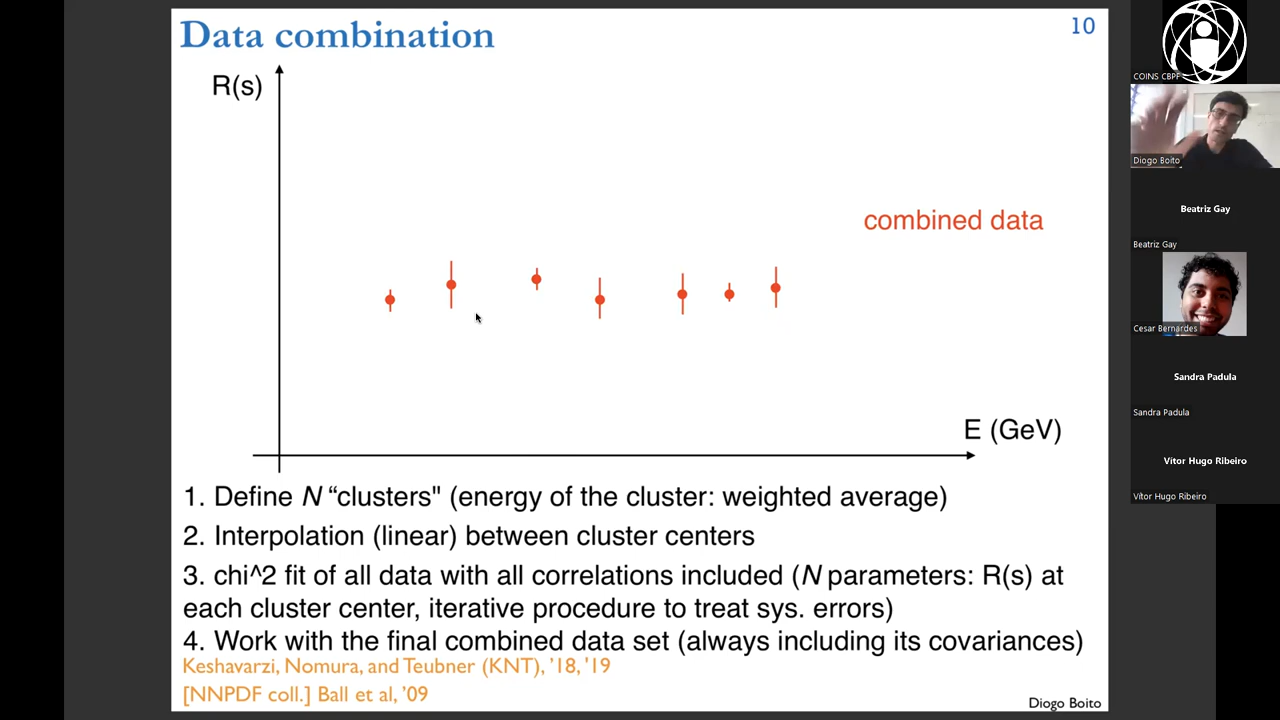 Data combination
10
R(s)
combined data
E (GeV)
1. Define N “clusters" (energy of the cluster: weighted average)
2. Interpolation (linear) between cluster centers
3. chi^2 fit of all data with all correlations included (N parameters: R(s) at
each cluster center, iterative procedure to treat sys. errors)
4. Work with the final combined data set (always including its covariances)
Keshavarzi, Nomura, and Teubner (KNT), ’18, ’19
[NNPDF coll.] Ball et al, ’09
Diogo Boito
COINS CBPF
Diogo Boito
Beatriz Gay
Beatriz Gay
Cesar Bernardes
Sandra Padula
Sandra Padula
Vítor Hugo Ribeiro
Vítor Hugo Ribeiro